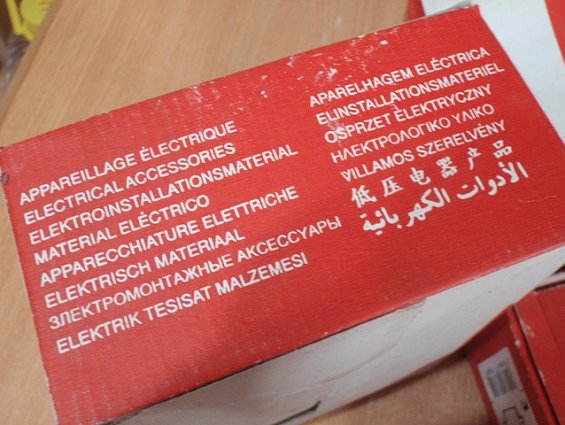 APPAREILLAGE ÉLECTRIQUE
ELECTRICAL ACCESSORIES
ELEKTROINSTALLATIONSMATERIAL
MATERIAL ELÉCTRICO
APPARECCHIATURE ELETTRICHE
ELEKTRISCH MATERIAAL
ЗЛЕКТРОМОНТАЖНЫЕ АКСЕССУАРЫ
ELEKTRIK TESISAT MALZEMESI
APARELHAGEM ELÉCTRICA
ELINSTALLATIONSMATERIEL
OSPRZĘT ELEKTRYCZNY
ΗΛΕΚΤΡΟΛΟΓΙΚΟ ΥΛΙΚΟ
VILLAMOS SZERELVÉNY
低压电器产品
الأدوات الكهربائية